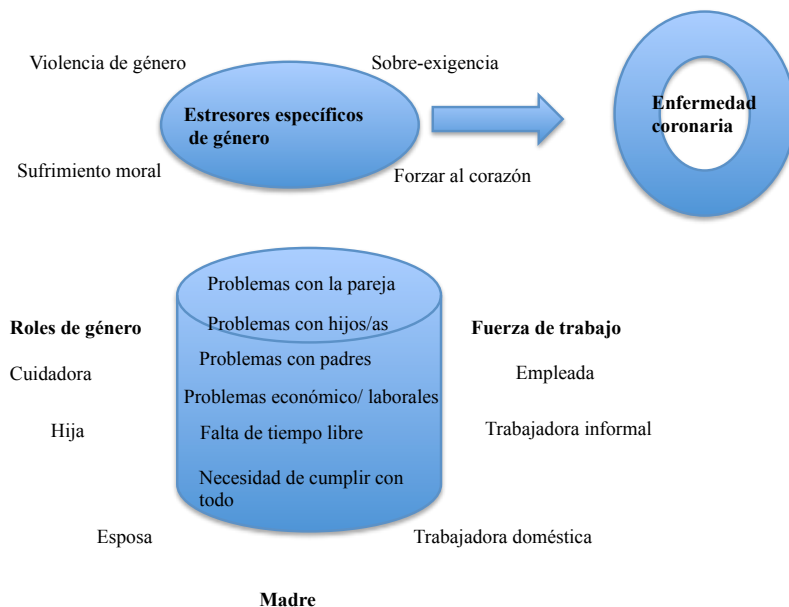 Violencia de género
Sobre-exigencia
Estresores específicos
de género
Enfermedad
coronaria
Sufrimiento moral
Forzar al corazón
Problemas con la pareja
Roles de género
Problemas con hijos/as
Fuerza de trabajo
Problemas con padres
Cuidadora
Empleada
Problemas económico/ laborales
Hija
Falta de tiempo libre
Trabajadora informal
Necesidad de cumplir con
todo
Esposa
Trabajadora doméstica
Madre